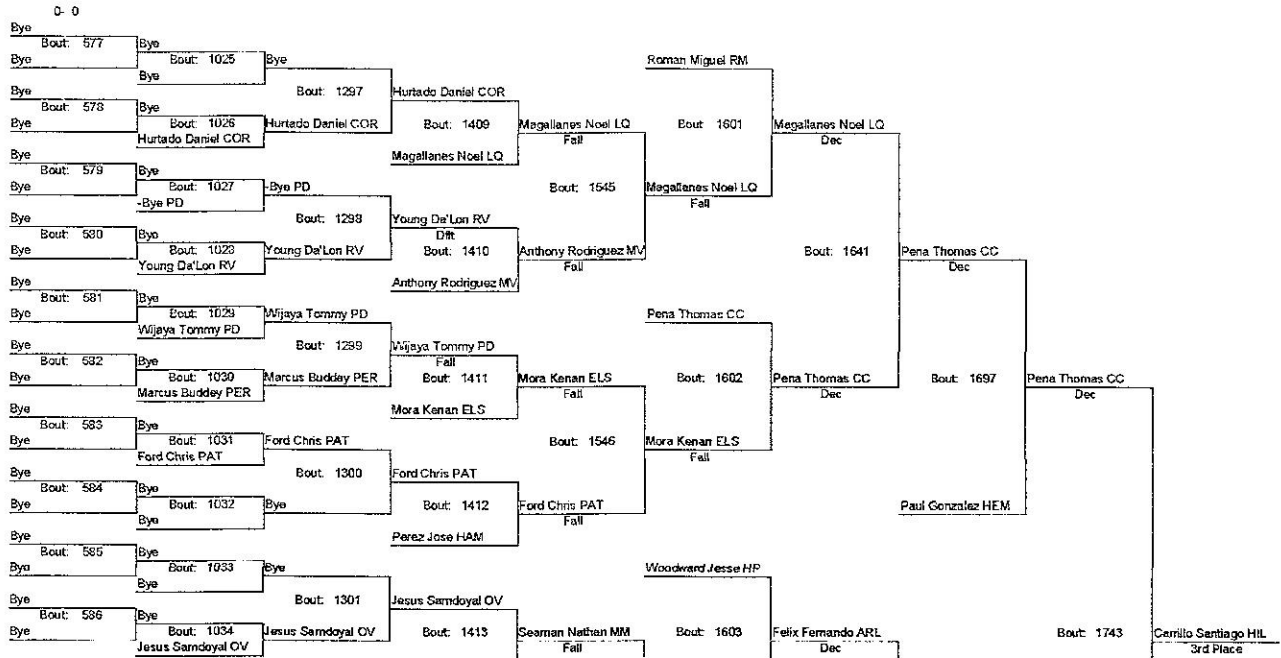 0- 0
Bye
Bout: 577
Bye
Bye
Bout: 1025
Bye
Bye
Bout: 578
Bye
Bye
Bout: 1026
Hurtado Daniel COR
Bye
Bout: 1297
Hurtado Daniel COR
Bye
Bout: 579
Bye
Bye
Bout: 1027
-Bye PD
Bye
Bout: 580
Bye
Bye
Bout: 1028
Young Da'Lon RV
-Bye PD
Bout: 1298
Young Da'Lon RV
Hurtado Daniel COR
Bout: 1409
Magallanes Noel LQ
Young Da'Lon RV
Dfft
Bout: 1410
Anthony Rodriguez MV
Magallanes Noel LQ
Fall
Bout: 1545
Anthony Rodriguez MV
Fall
Roman Miguel RM
Bout: 1601
Magallanes Noel LQ
Fall
Magallanes Noel LQ
Dec
Bye
Bout: 581
Bye
Bye
Bout: 1029
Wijaya Tommy PD
Bye
Bout: 582
Bye
Bye
Bout: 1030
Marcus Buddey PER
Wijaya Tommy PD
Bout: 1299
Marcus Buddey PER
Bye
Bout: 583
Bye
Bye
Bout: 1031
Ford Chris PAT
Bye
Bout: 584
Bye
Bye
Bout: 1032
Bye
Ford Chris PAT
Bout: 1300
Bye
Wijaya Tommy PD
Fall
Bout: 1411
Mora Kenan ELS
Ford Chris PAT
Bout: 1412
Perez Jose HAM
Mora Kenan ELS
Fall
Bout: 1546
Ford Chris PAT
Fall
Pena Thomas CC
Bout: 1602
Mora Kenan ELS
Fall
Pena Thomas CC
Dec
Bout: 1641
Pena Thomas CC
Dec
Bout: 1697
Paul Gonzalez HEM
Pena Thomas CC
Dec
Bye
Bout: 585
Bye
Bye
Bout: 1033
Bye
Bye
Bout: 586
Bye
Bye
Bout: 1034
Jesus Samdoyal OV
Bye
Bout: 1301
Jesus Samdoyal OV
Jesus Samdoyal OV
Bout: 1413
Seaman Nathan MM
Fall
Woodward Jesse HP
Bout: 1603
Felix Fernando ARL
Dec
Bout: 1743
Carrillo Santiago HIL
3rd Place